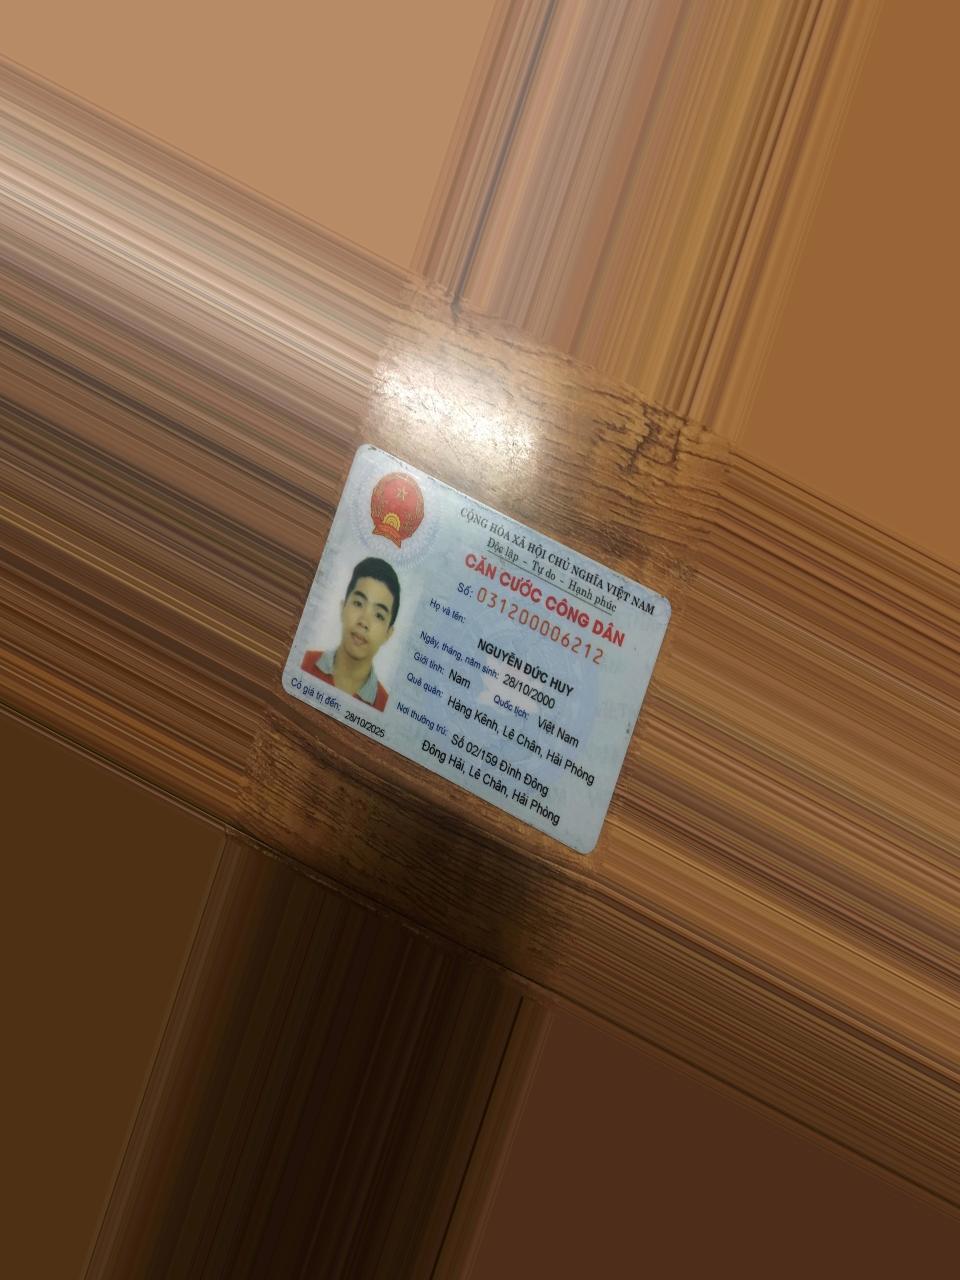 CỘNG HÒA XÃ HỘI CHỦ NGHĨA VIỆT NAM
Độc lập - Tự do - Hạnh phúc
CĂN CƯỚC CÔNG DÂN
Số: 031200006212
Họ và tên:
NGUYỄN ĐỨC HUY
Ngày, tháng, năm sinh: 28/10/2000
Giới tính: Nam Quốc tịch: Việt Nam
Quê quán: Hàng Kênh, Lê Chân, Hải Phòng
Nơi thường trú: Số 02/159 Đình Đông
Đông Hải, Lê Chân, Hải Phòng
Có giá trị đến: 28/10/2025